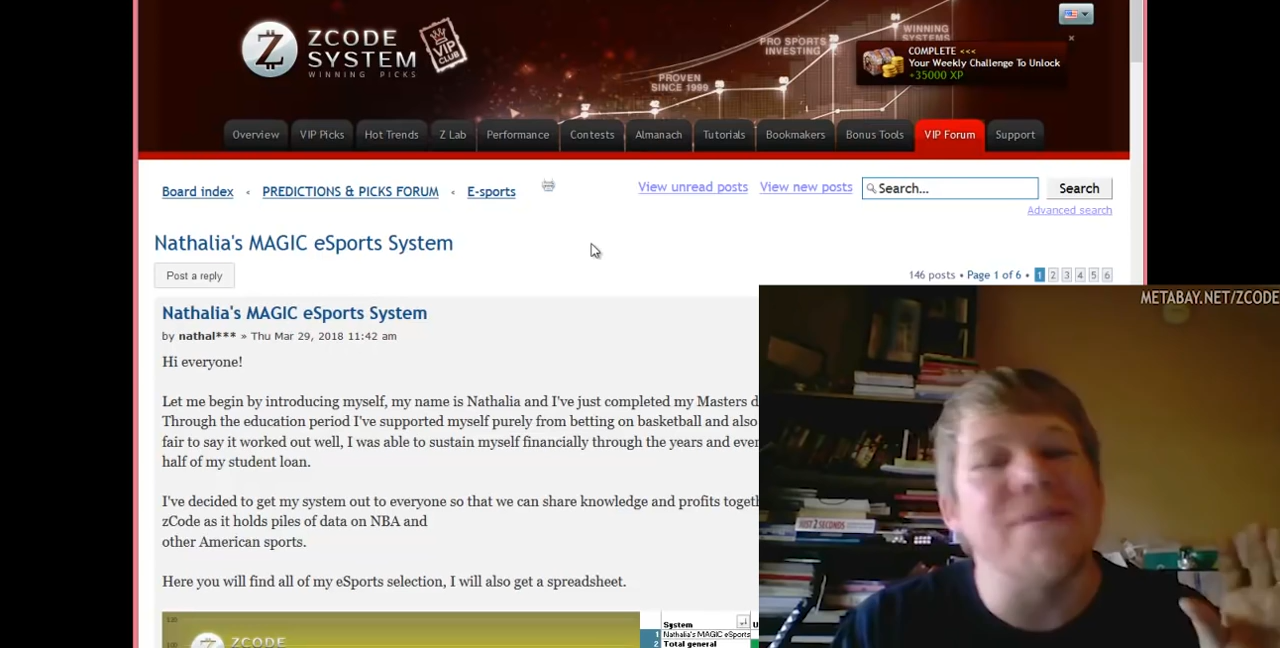 ZCODE
SYSTEM
WINNING PICKS
VIP
CLUB
PROVEN
SINCE 1999
PRO SPORTS
INVESTING
WINNING
SYSTEMS
COMPLETE <<<
Your Weekly Challenge To Unlock
+35000 XP
Overview VIP Picks Hot Trends Z Lab Performance Contests Almanach Tutorials Bookmakers Bonus Tools VIP Forum Support
Board index ‹ PREDICTIONS & PICKS FORUM ‹ E-sports
View unread posts View new posts Search... Search
Advanced search
Nathalia's MAGIC eSports System
Post a reply
146 posts • Page 1 of 6 • 1 2 3 4 5 6
METABAY.NET/ZCODE
Nathalia's MAGIC eSports System
by nathal*** » Thu Mar 29, 2018 11:42 am
Hi everyone!
Let me begin by introducing myself, my name is Nathalia and I've just completed my Masters
Through the education period I've supported myself purely from betting on basketball and also
fair to say it worked out well, I was able to sustain myself financially through the years and
half of my student loan.
I've decided to get my system out to everyone so that we can share knowledge and profits
zCode as it holds piles of data on NBA and
other American sports.
Here you will find all of my eSports selection, I will also get a spreadsheet.
ZCODE
System
1 Nathalia's MAGIC eSports
2 Total general
JUST 2 SECONDS